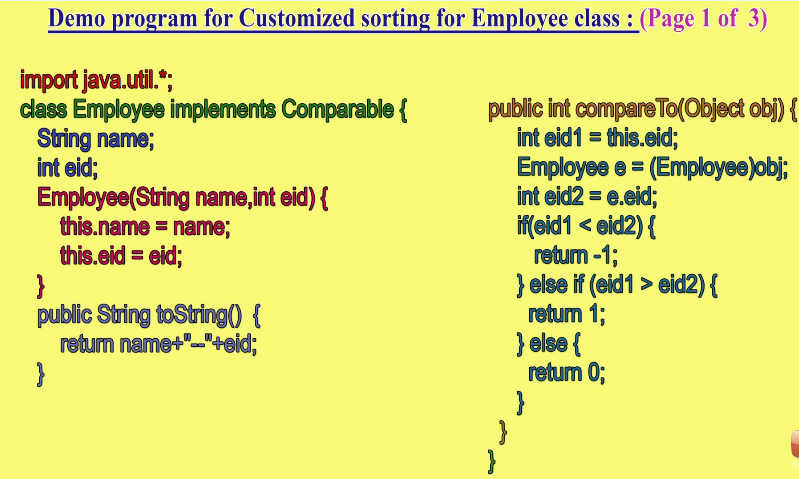 Demo program for Customized sorting for Employee class : (Page 1 of 3)
import java.util.*;
class Employee implements Comparable {
String name;
int eid;
Employee(String name,int eid) {
this.name = name;
this.eid = eid;
}
public String toString() {
return name+"--"+eid;
}
public int compareTo(Object obj) {
int eid1 = this.eid;
Employee e = (Employee)obj;
int eid2 = e.eid;
if(eid1 < eid2) {
return -1;
} else if (eid1 > eid2) {
return 1;
} else {
return 0;
}
}
}